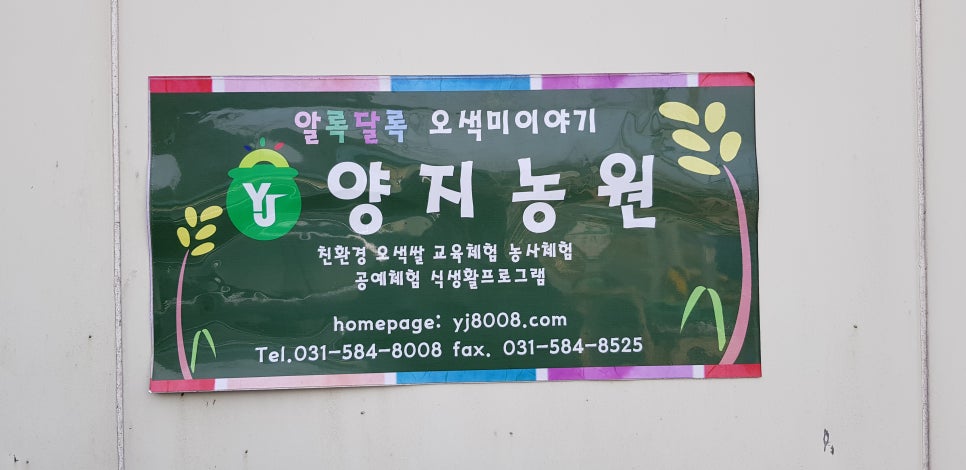 알록달록 오색미이야기
YJ 양지농원
친환경 오색쌀 교육체험 농사체험
공예체험 식생활프로그램
homepage: yj8008.com
Tel.031-584-8008 fax. 031-584-8525